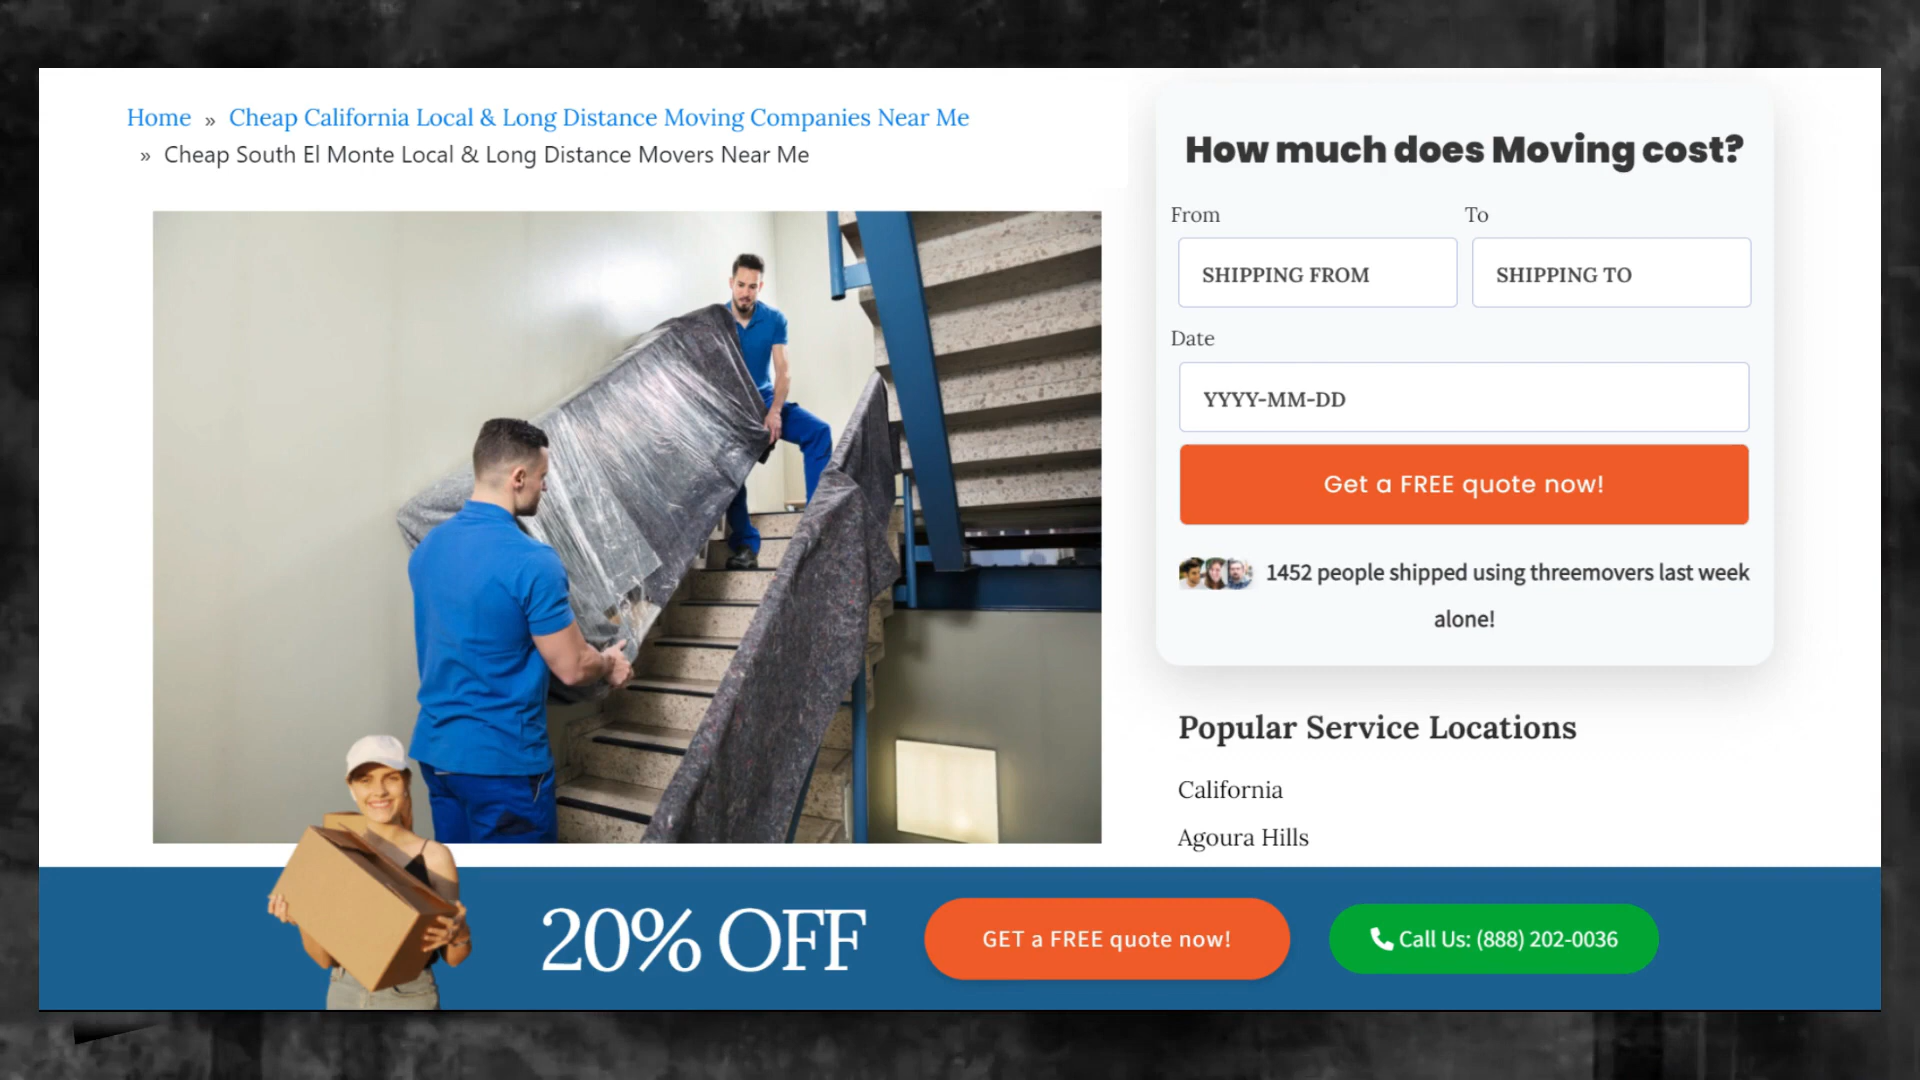 Home » Cheap California Local & Long Distance Moving Companies Near Me
» Cheap South El Monte Local & Long Distance Movers Near Me
How much does Moving cost?
From To
SHIPPING FROM SHIPPING TO
Date
YYYY-MM-DD
Get a FREE quote now!
1452 people shipped using threemovers last week
alone!
Popular Service Locations
California
Agoura Hills
20% OFF GET a FREE quote now! Call Us: (888) 202-0036